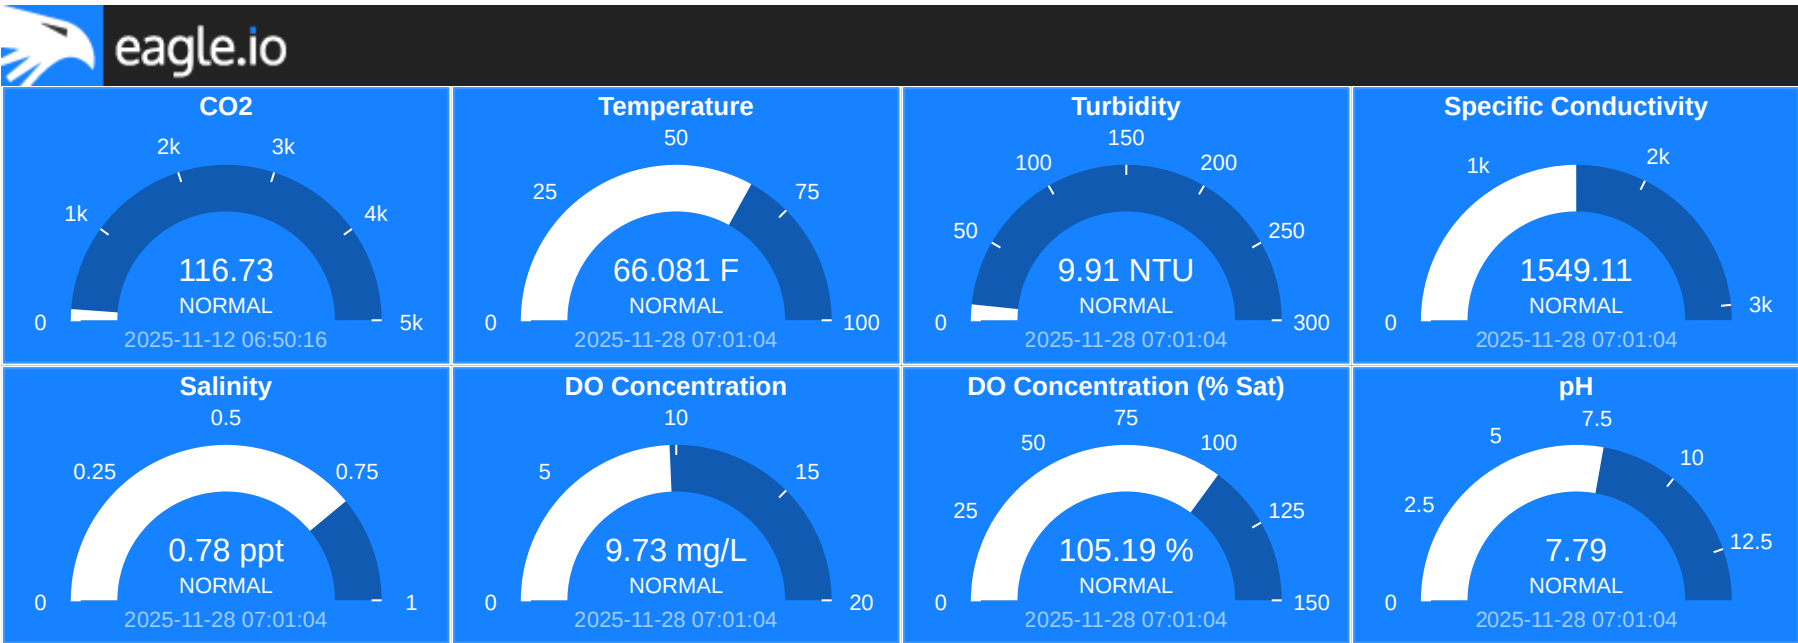 eagle.io
CO2
2k 3k
1k 4k
116.73
NORMAL
0 5k
2025-11-12 06:50:16
Temperature
50
25 75
66.081 F
NORMAL
0 100
2025-11-28 07:01:04
Turbidity
150
100 200
50 250
9.91 NTU
NORMAL
0 300
2025-11-28 07:01:04
Specific Conductivity
1k 2k
1549.11
NORMAL
0 3k
2025-11-28 07:01:04
Salinity
0.5
0.25 0.75
0.78 ppt
NORMAL
0 1
2025-11-28 07:01:04
DO Concentration
10
5 15
9.73 mg/L
NORMAL
0 20
2025-11-28 07:01:04
DO Concentration (% Sat)
75
50 100
25 125
105.19 %
NORMAL
0 150
2025-11-28 07:01:04
pH
7.5
5 10
2.5 12.5
7.79
NORMAL
0
2025-11-28 07:01:04